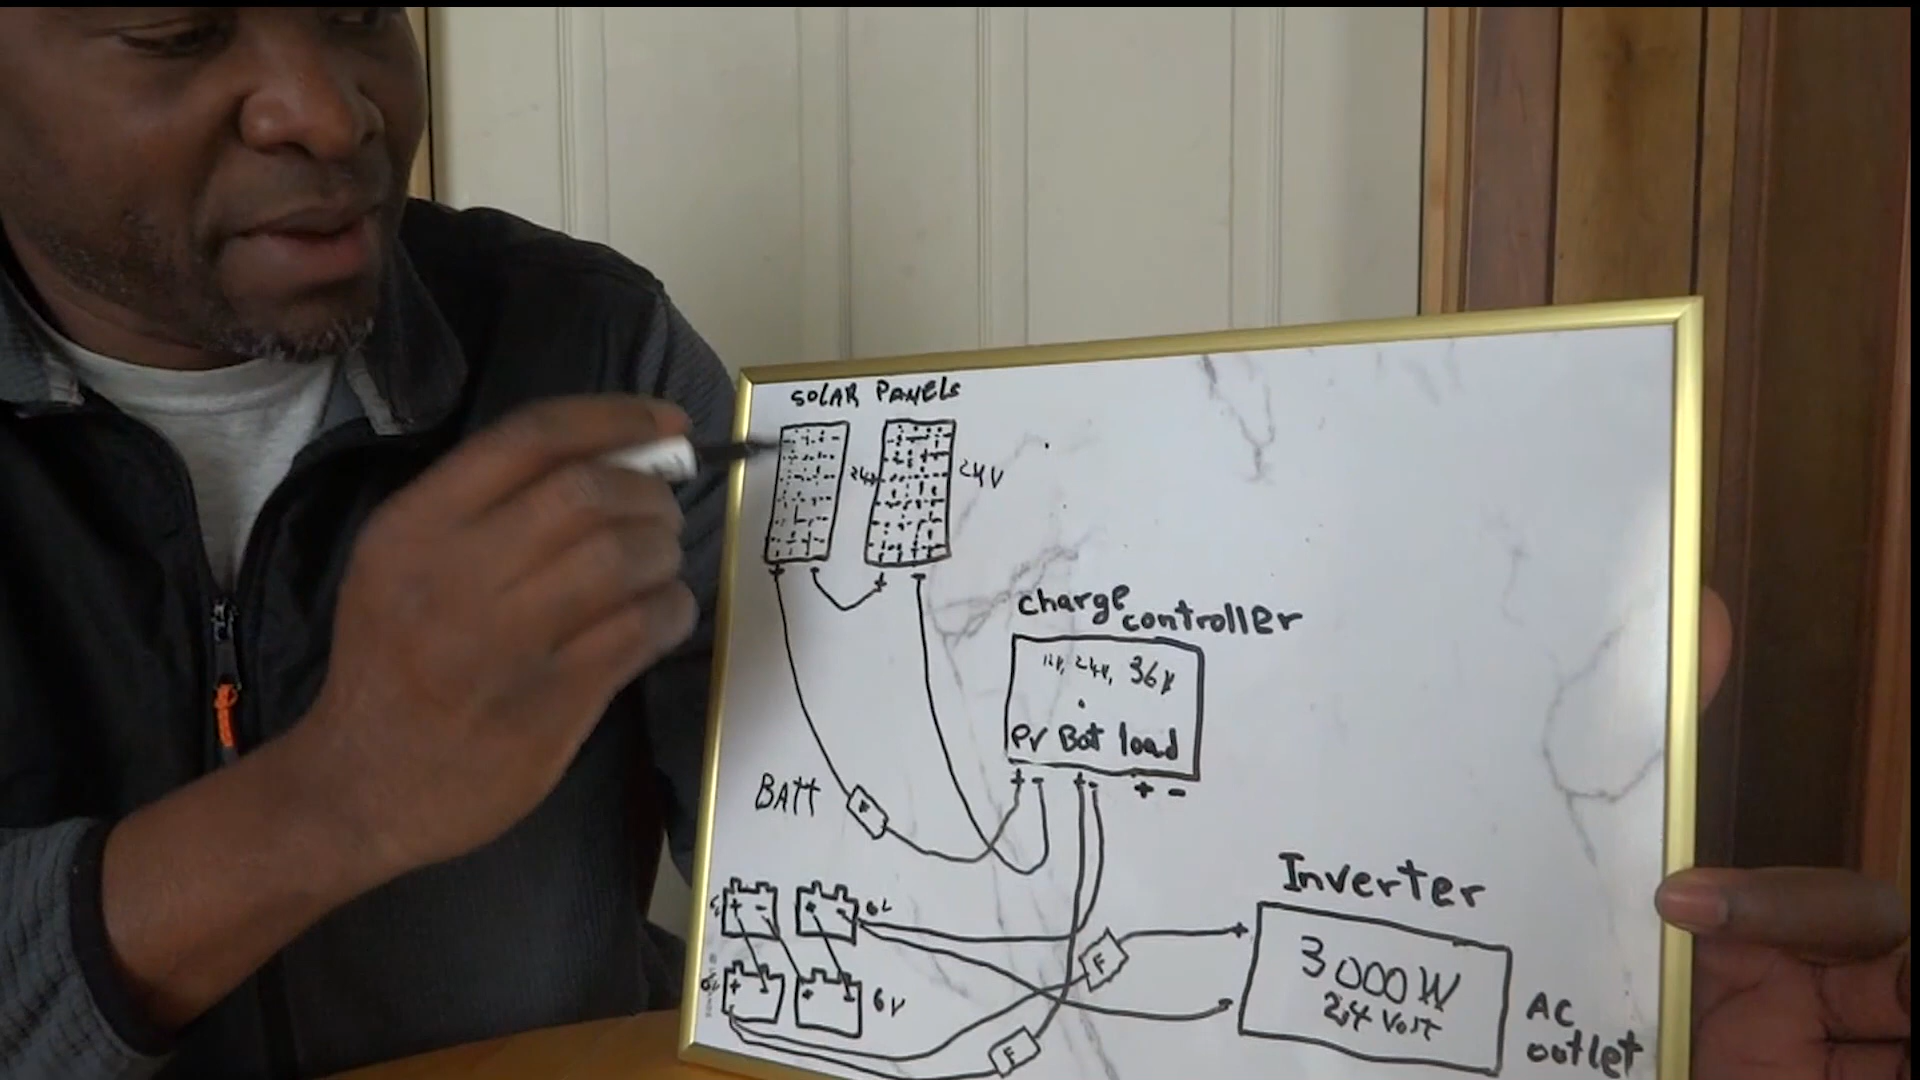 SOLAR PANELS
24V
24V
charge
controller
12V, 24V, 36V
PV Bat load
+ - + - + -
BATT
F
+ -
+ -
6V
F
Inverter
3000W
24 Volt
AC
outlet
6V
+
6V
F